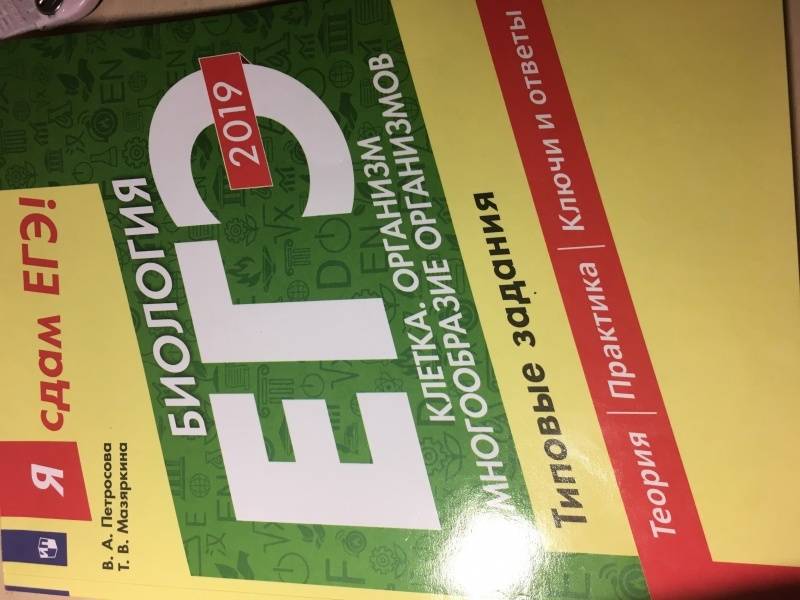 Я сдам ЕГЭ!
В. А. Петросова
Т. В. Мазяркина
БИОЛОГИЯ
ЕГЭ
2019
КЛЕТКА. ОРГАНИЗМ
МНОГООБРАЗИЕ ОРГАНИЗМОВ
Типовые задания
Теория | Практика | Ключи и ответы